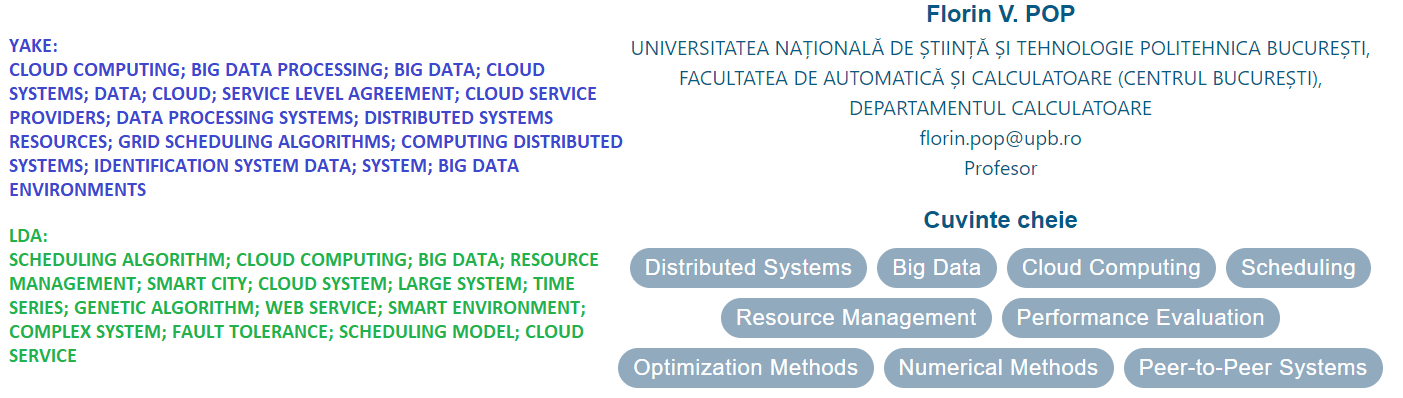 YAKE:
CLOUD COMPUTING; BIG DATA PROCESSING; BIG DATA; CLOUD
SYSTEMS; DATA; CLOUD; SERVICE LEVEL AGREEMENT; CLOUD SERVICE
PROVIDERS; DATA PROCESSING SYSTEMS; DISTRIBUTED SYSTEMS
RESOURCES; GRID SCHEDULING ALGORITHMS; COMPUTING DISTRIBUTED
SYSTEMS; IDENTIFICATION SYSTEM DATA; SYSTEM; BIG DATA
ENVIRONMENTS
LDA:
SCHEDULING ALGORITHM; CLOUD COMPUTING; BIG DATA; RESOURCE
MANAGEMENT; SMART CITY; CLOUD SYSTEM; LARGE SYSTEM; TIME
SERIES; GENETIC ALGORITHM; WEB SERVICE; SMART ENVIRONMENT;
COMPLEX SYSTEM; FAULT TOLERANCE; SCHEDULING MODEL; CLOUD
SERVICE
Florin V. POP
UNIVERSITATEA NAȚIONALĂ DE ȘTIINȚĂ ȘI TEHNOLOGIE POLITEHNICA BUCUREȘTI,
FACULTATEA DE AUTOMATICĂ ȘI CALCULATOARE (CENTRUL BUCUREȘTI),
DEPARTAMENTUL CALCULATOARE
florin.pop@upb.ro
Profesor
Cuvinte cheie
Distributed Systems Big Data Cloud Computing Scheduling
Resource Management Performance Evaluation
Optimization Methods Numerical Methods Peer-to-Peer Systems